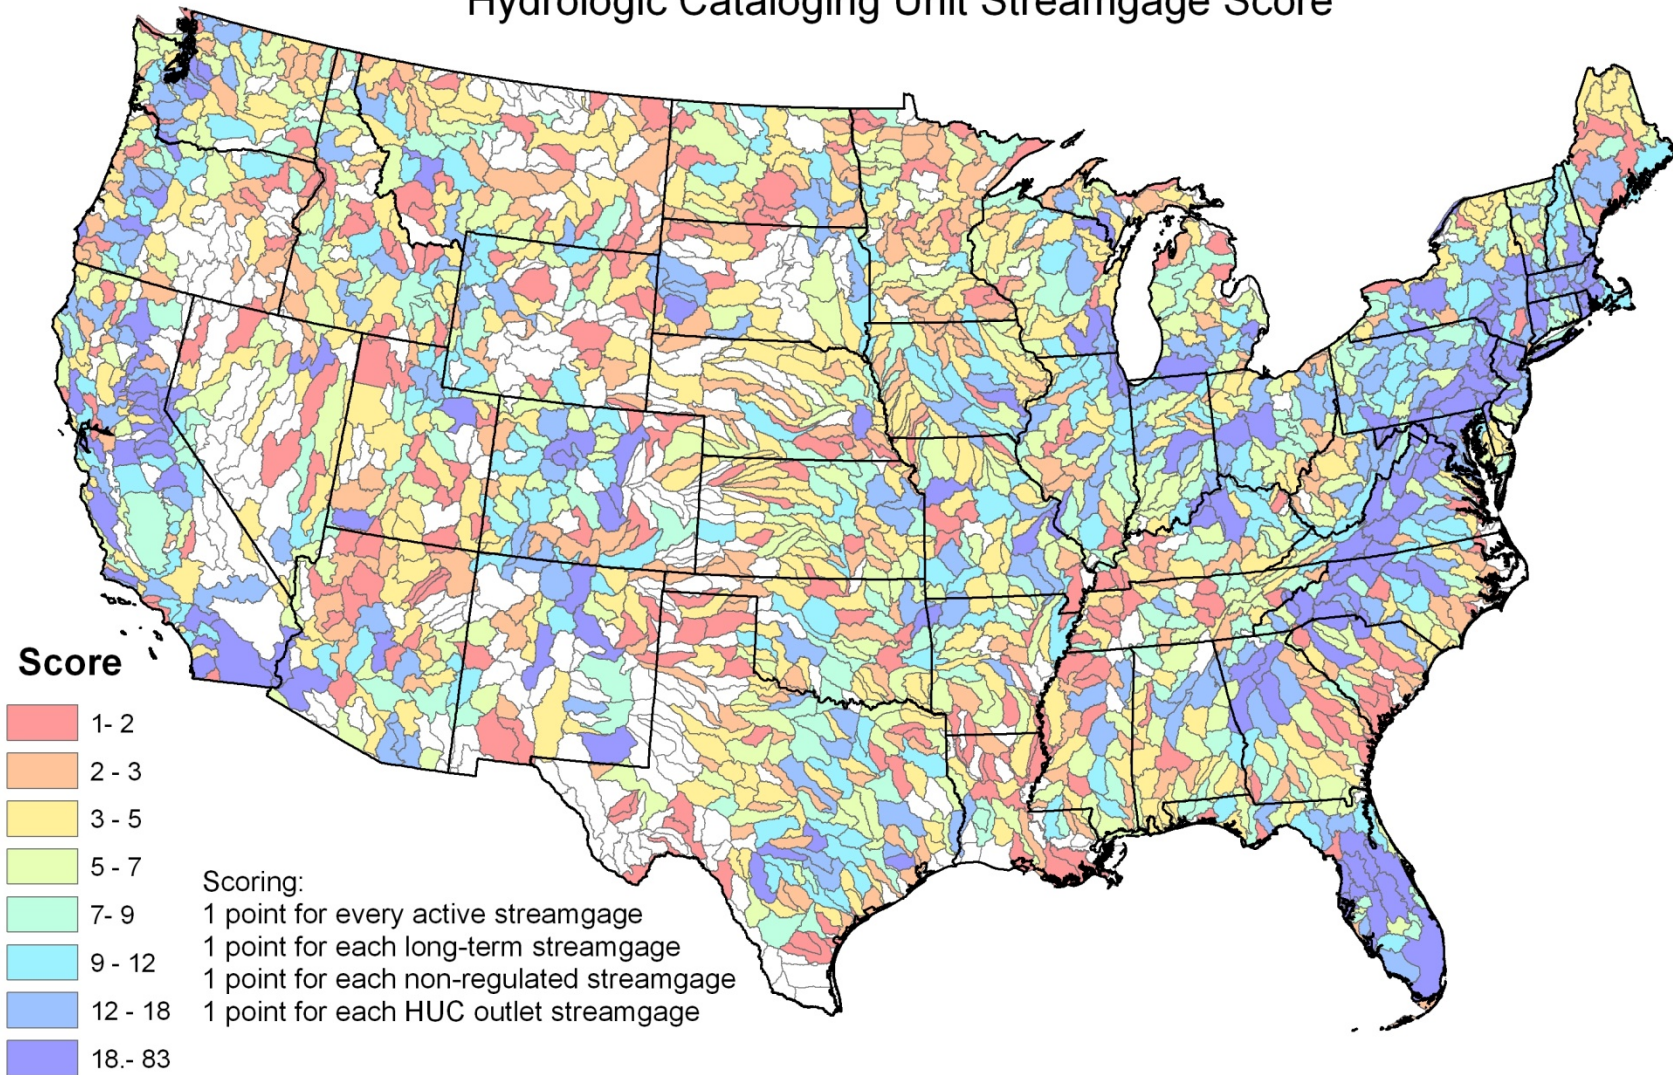 Hydrologic Cataloging Unit Streamgage Score
Score
1- 2
2 - 3
3 - 5
5 - 7
7- 9
9 - 12
12 - 18
18.- 83
Scoring:
1 point for every active streamgage
1 point for each long-term streamgage
1 point for each non-regulated streamgage
1 point for each HUC outlet streamgage